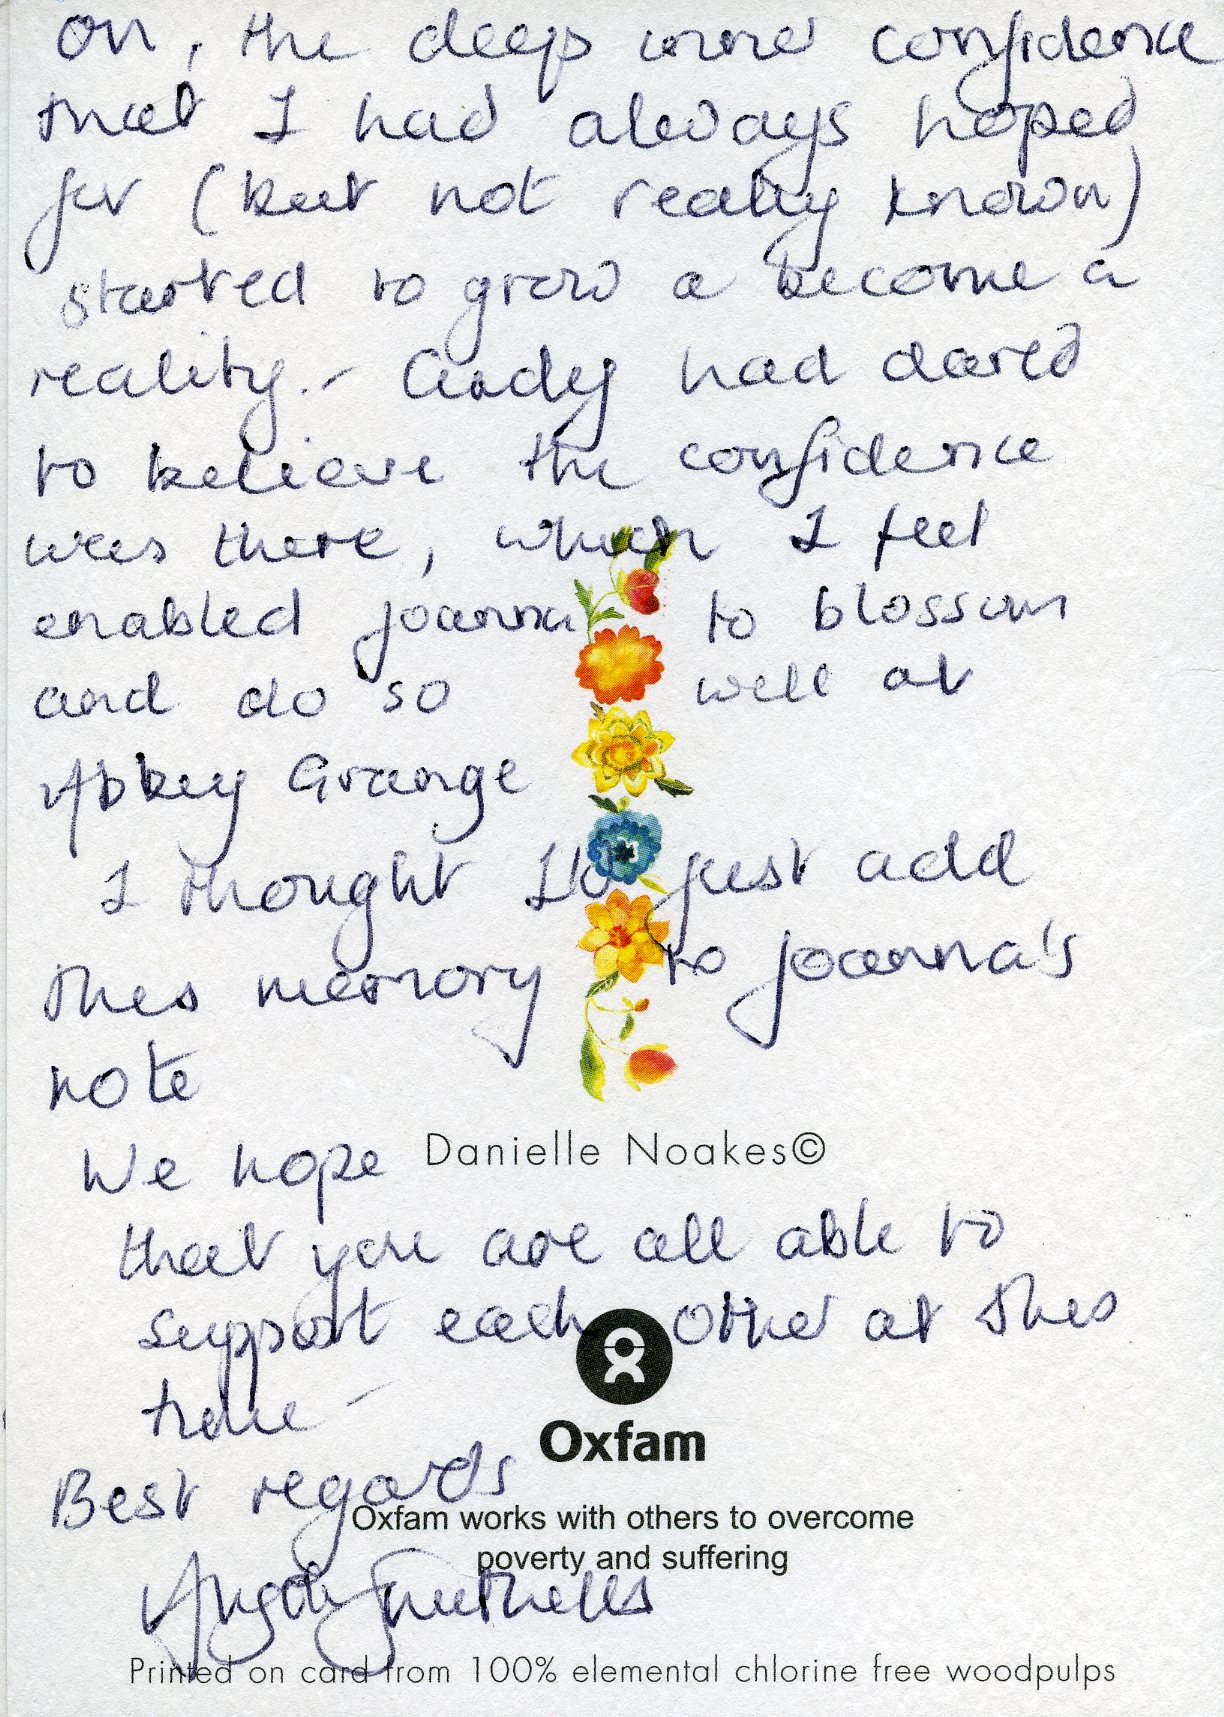 on, the deep inner confidence
that I had always hoped
for (but not really known)
started to grow a become a
reality. - Andy had dared
to believe the confidence
was there, which I feel
enabled Joanna to blossom
and do so well at
Abbey Grange
I thought I'd just add
this memory to Joanna's
note
We hope
Danielle Noakes©
that you are all able to
support each other at this
time -
Oxfam
Best regards
Oxfam works with others to overcome
poverty and suffering
Printed on card from 100% elemental chlorine free woodpulps